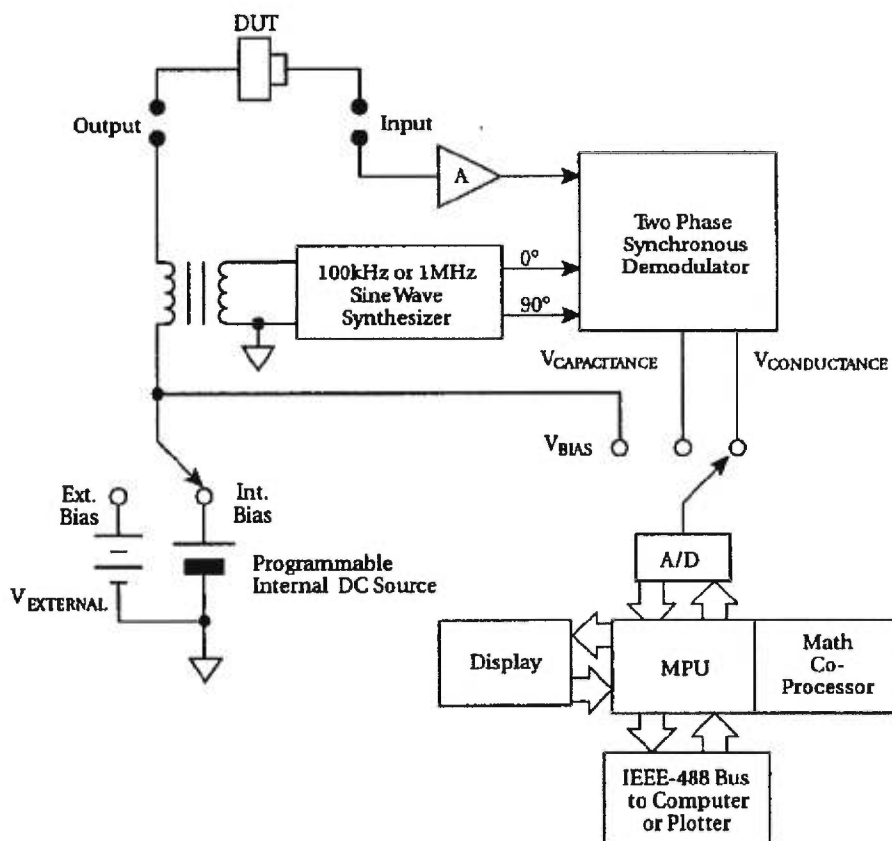 DUT
Output
Input
A
Two Phase
Synchronous
Demodulator
100kHz or 1MHz
Sine Wave
Synthesizer
0°
90°
VCAPACITANCE
VCONDUCTANCE
VBIAS
Ext.
Bias
Int.
Bias
Programmable
Internal DC Source
VEXTERNAL
A/D
Display
MPU
Math
Co-
Processor
IEEE-488 Bus
to Computer
or Plotter